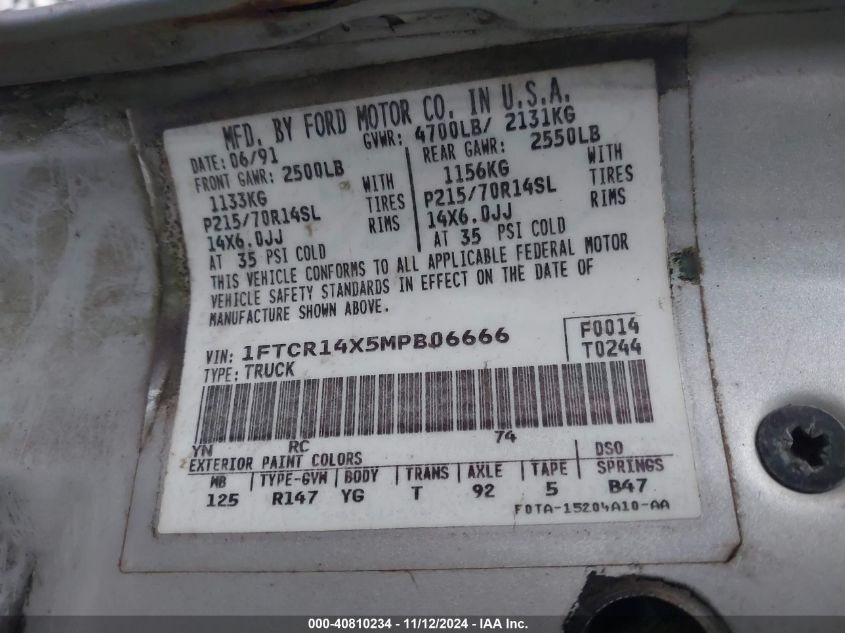 MFD. BY FORD MOTOR CO. IN U.S.A.
DATE: 06/91 GVWR: 4700LB/ 2131KG
FRONT GAWR: 2500LB REAR GAWR: 2550LB
1133KG WITH 1156KG WITH
P215/70R14SL TIRES P215/70R14SL TIRES
14X6.0JJ RIMS 14X6.0JJ RIMS
AT 35 PSI COLD AT 35 PSI COLD
THIS VEHICLE CONFORMS TO ALL APPLICABLE FEDERAL MOTOR
VEHICLE SAFETY STANDARDS IN EFFECT ON THE DATE OF
MANUFACTURE SHOWN ABOVE.
VIN: 1FTCR14X5MPB06666 F0014
TYPE: TRUCK T0244
YN RC 74
EXTERIOR PAINT COLORS DSO
WB TYPE-GVW BODY TRANS AXLE TAPE SPRINGS
125 R147 YG T 92 5 B47
F0TA-15204A10-AA
000-40810234 - 11/12/2024 - IAA, Inc.